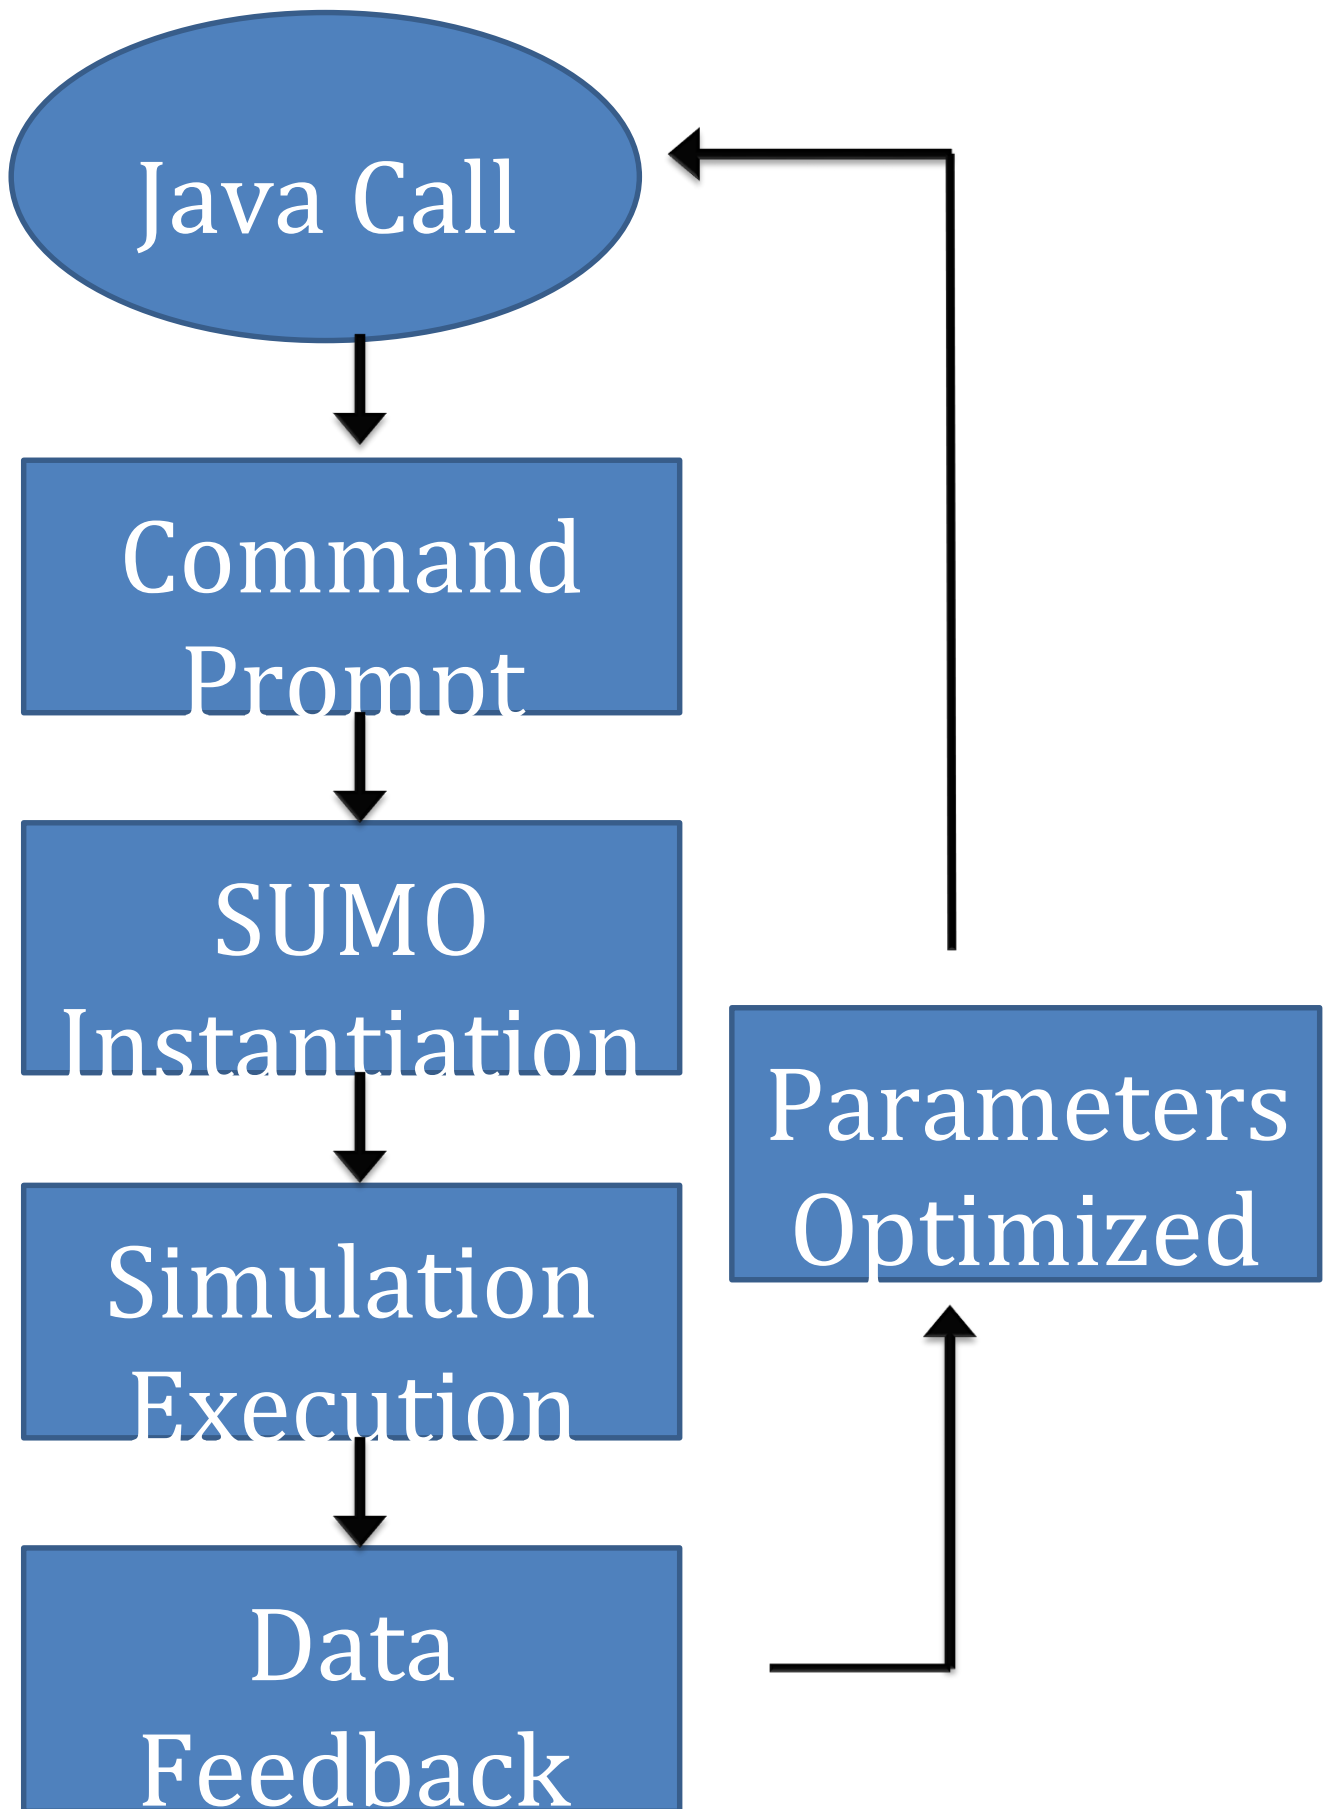 Java Call
Command
Prompt
SUMO
Instantiation
Simulation
Execution
Data
Feedback
Parameters
Optimized